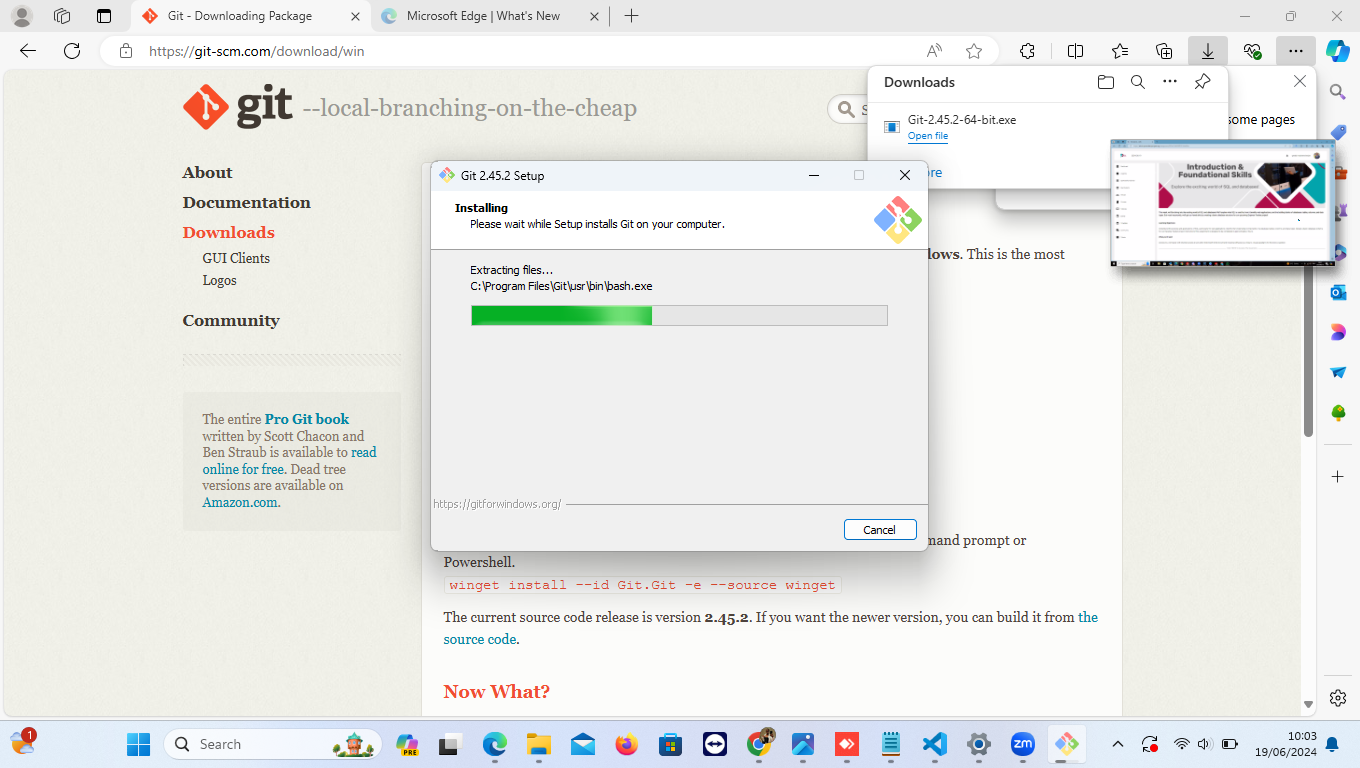 Git - Downloading Package
Microsoft Edge | What's New
https://git-scm.com/download/win
git --local-branching-on-the-cheap
About
Documentation
Downloads
GUI Clients
Logos
Community
The entire Pro Git book
written by Scott Chacon and
Ben Straub is available to read
online for free. Dead tree
versions are available on
Amazon.com.
Downloads
Git-2.45.2-64-bit.exe
Open file
some pages
Introduction &
Foundational Skills
Git 2.45.2 Setup
Installing
Please wait while Setup installs Git on your computer.
Extracting files...
C:\Program Files\Git\usr\bin\bash.exe
https://gitforwindows.org/
Cancel
. This is the most
prompt or
Powershell.
winget install --id Git.Git -e --source winget
The current source code release is version 2.45.2. If you want the newer version, you can build it from the
source code.
Now What?
1
Search
PRE
zm
10:03
19/06/2024